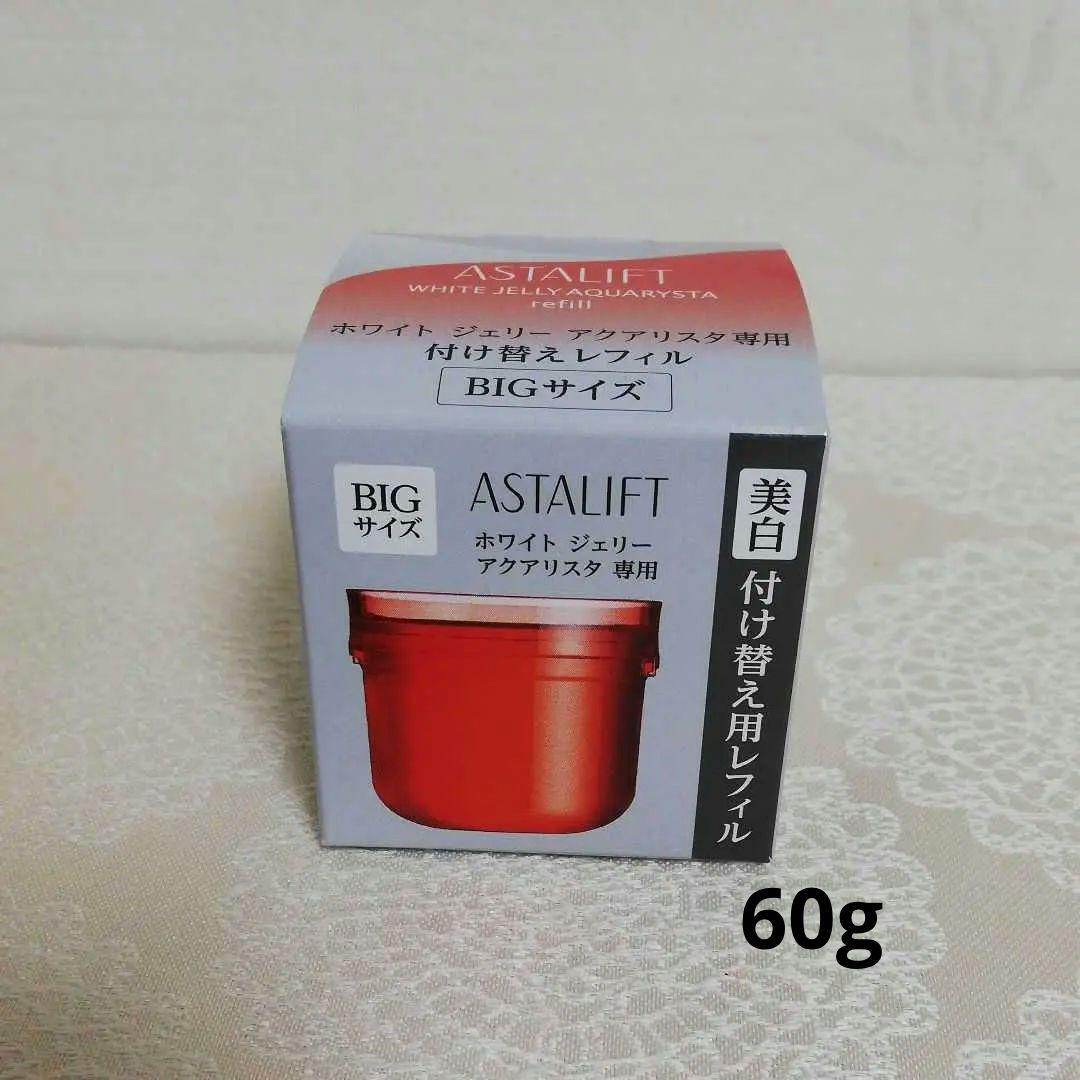 ASTALIFT
WHITE JELLY AQUARYSTA
refill
ホワイト ジェリー アクアリスタ専用
付け替えレフィル
BIGサイズ
BIG
サイズ
ASTALIFT
ホワイト ジェリー
アクアリスタ 専用
美白
付け替え用レフィル
60g